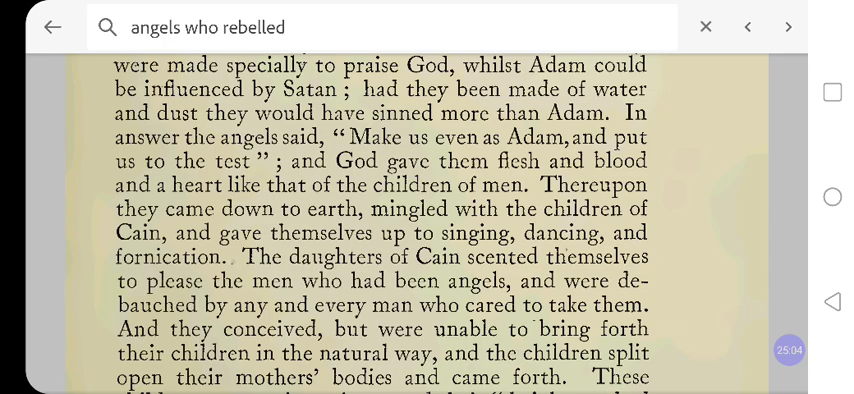 angels who rebelled
were made specially to praise God, whilst Adam could
be influenced by Satan ; had they been made of water
and dust they would have sinned more than Adam. In
answer the angels said, “ Make us even as Adam, and put
us to the test ” ; and God gave them flesh and blood
and a heart like that of the children of men. Thereupon
they came down to earth, mingled with the children of
Cain, and gave themselves up to singing, dancing, and
fornication. The daughters of Cain scented themselves
to please the men who had been angels, and were de-
bauched by any and every man who cared to take them.
And they conceived, but were unable to bring forth
their children in the natural way, and the children split
open their mothers’ bodies and came forth. These
25:04